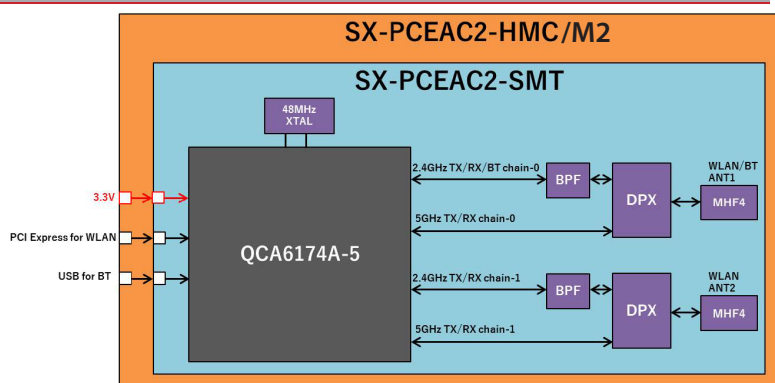 SX-PCEAC2-HMC/M2
SX-PCEAC2-SMT
48MHz
XTAL
3.3V
PCI Express for WLAN
USB for BT
QCA6174A-5
2.4GHz TX/RX/BT chain-0
BPF
DPX
WLAN/BT
ANT1
MHF4
5GHz TX/RX chain-0
2.4GHz TX/RX chain-1
BPF
DPX
WLAN
ANT2
MHF4
5GHz TX/RX chain-1